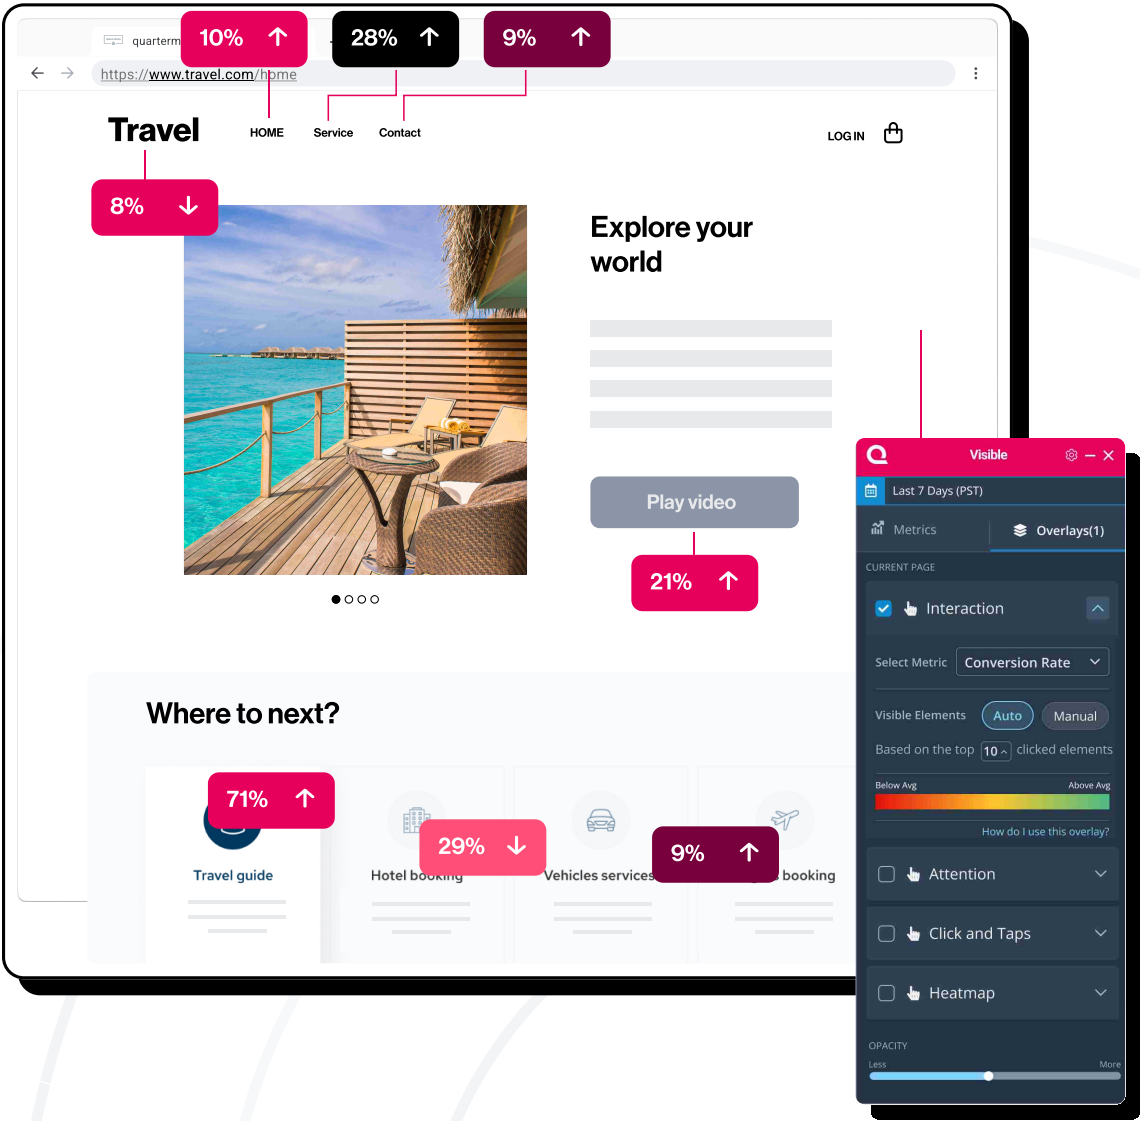 10%
28%
9%
quarterm
https://www.travel.com/home
Travel
HOME
Service
Contact
LOG IN
8%
Explore your
world
Play video
21%
Visible
Last 7 Days (PST)
Metrics
Overlays(1)
CURRENT PAGE
Interaction
Select Metric
Conversion Rate
Visible Elements
Auto
Manual
Based on the top 10 clicked elements
Below Avg
Above Avg
How do I use this overlay?
Attention
Click and Taps
Heatmap
OPACITY
Less
More
Where to next?
71%
29%
9%
Travel guide
Hotel booking
Vehicles services
booking